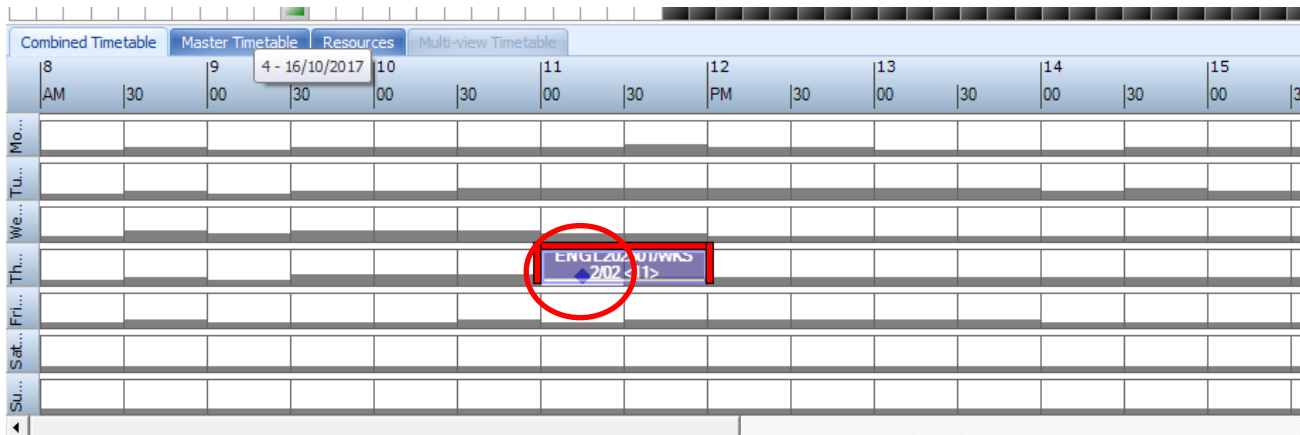 Combined Timetable Master Timetable Resources Multi-view Timetable
4 - 16/10/2017
8 9 10 11 12 13 14 15
AM 30 00 30 00 30 00 30 PM 30 00 30 00 30 00
Mo...
Tu...
We...
Th...
2/02 <11>
Fri...
Sat...
Su...